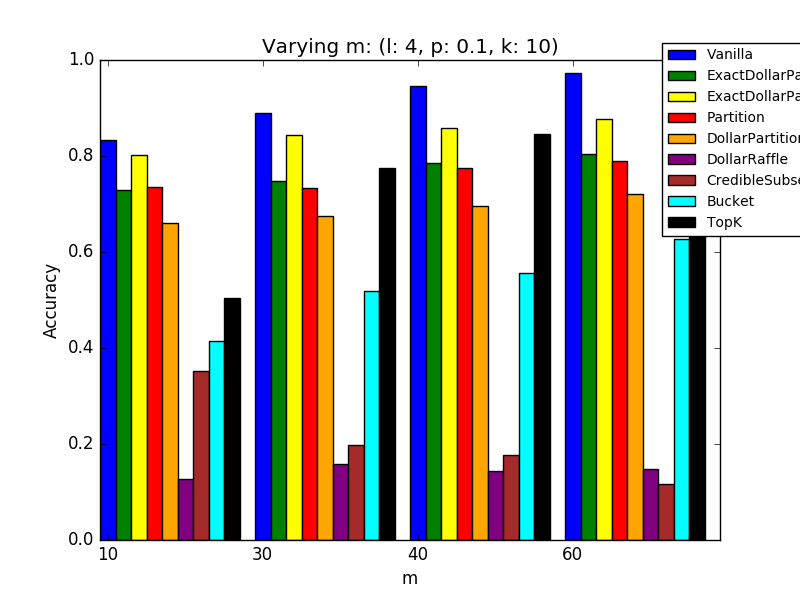 Varying m: (l: 4, p: 0.1, k: 10)
Vanilla
ExactDollarPa
ExactDollarPa
Partition
DollarPartition
DollarRaffle
CredibleSubse
Bucket
TopK
1.0
0.8
0.6
0.4
0.2
0.0
Accuracy
10 30 40 60
m